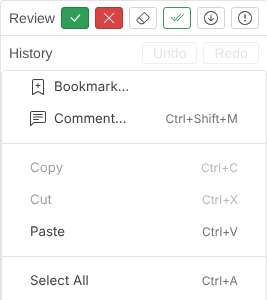 Review
History Undo Redo
Bookmark...
Comment... Ctrl+Shift+M
Copy Ctrl+C
Cut Ctrl+X
Paste Ctrl+V
Select All Ctrl+A